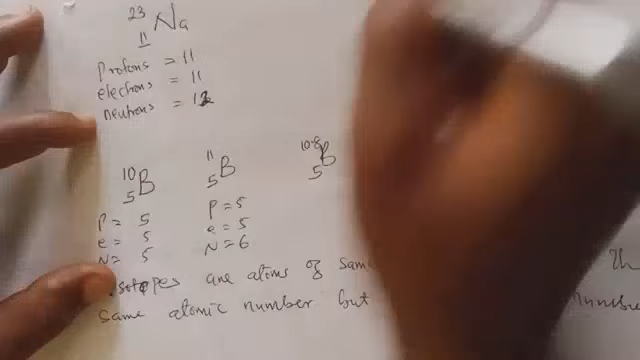 23
11 Na
protons = 11
electrons = 11
neutrons = 12
10 5 B 11 5 B 10.8 5 B
P = 5 P = 5
e = 5 e = 5
N = 5 N = 6
isotopes are atoms of same
same atomic number but